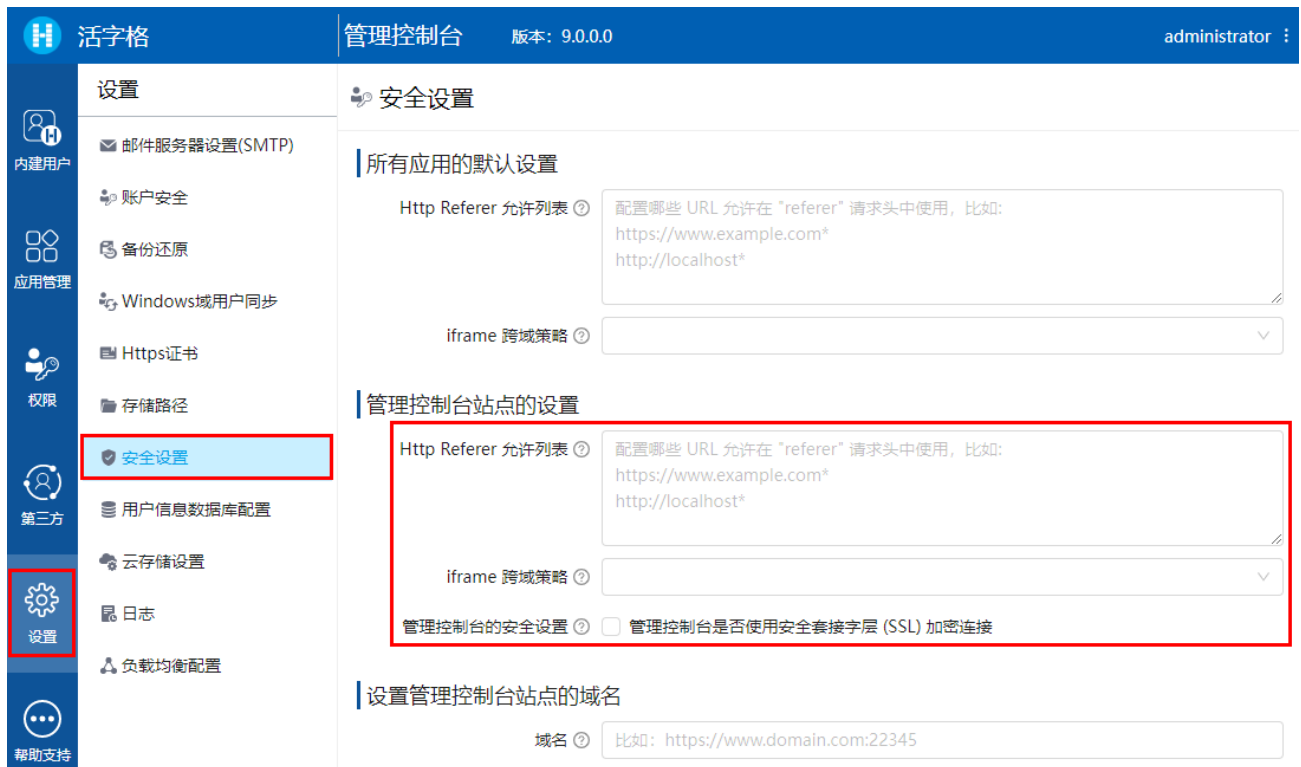 活字格
管理控制台 版本：9.0.0.0 administrator
内建用户
应用管理
权限
第三方
设置
帮助支持
设置
邮件服务器设置(SMTP)
账户安全
备份还原
Windows域用户同步
Https证书
存储路径
安全设置
用户信息数据库配置
云存储设置
日志
负载均衡配置
安全设置
所有应用的默认设置
Http Referer 允许列表 配置哪些 URL 允许在 "referer" 请求头中使用，比如:
https://www.example.com*
http://localhost*
iframe 跨域策略
管理控制台站点的设置
Http Referer 允许列表 配置哪些 URL 允许在 "referer" 请求头中使用，比如:
https://www.example.com*
http://localhost*
iframe 跨域策略
管理控制台的安全设置 管理控制台是否使用安全套接字层 (SSL) 加密连接
设置管理控制台站点的域名
域名 比如：https://www.domain.com:22345